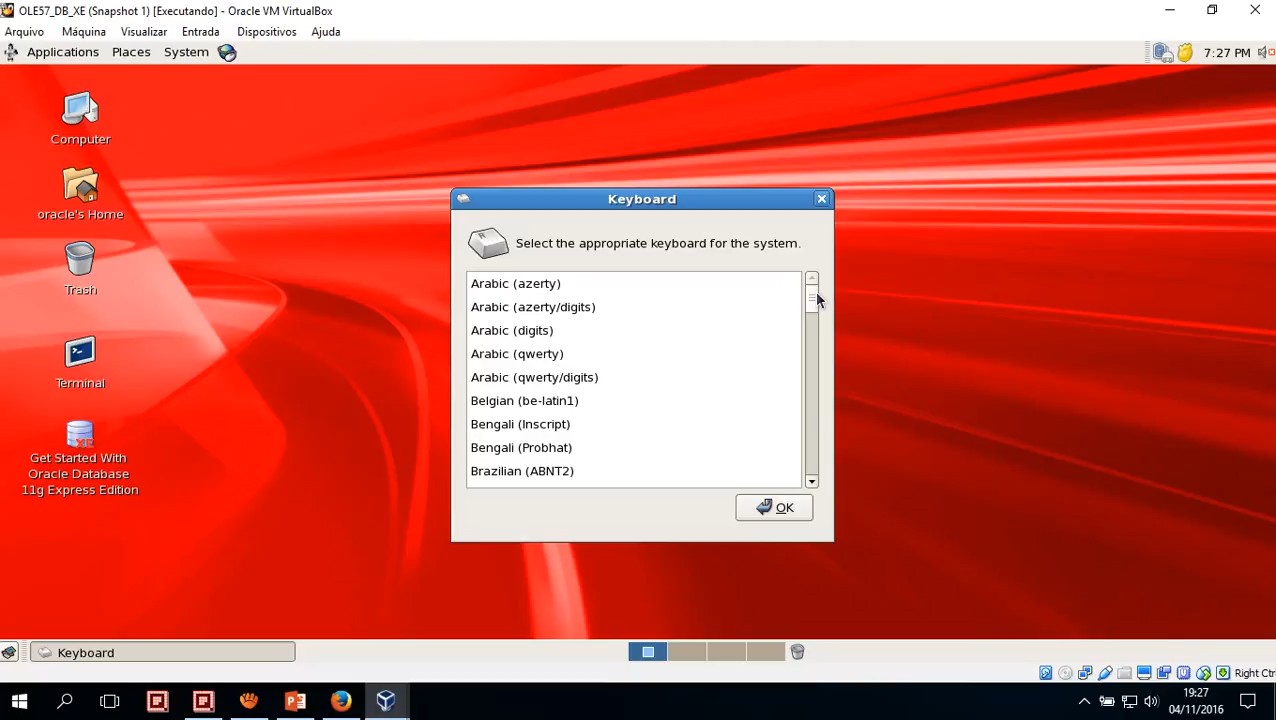 OLE57_DB_XE (Snapshot 1) [Executando] - Oracle VM VirtualBox
Arquivo Máquina Visualizar Entrada Dispositivos Ajuda
Applications Places System 7:27 PM
Computer
oracle's Home
Trash
Terminal
Get Started With
Oracle Database
11g Express Edition
Keyboard
Select the appropriate keyboard for the system.
Arabic (azerty)
Arabic (azerty/digits)
Arabic (digits)
Arabic (qwerty)
Arabic (qwerty/digits)
Belgian (be-latin1)
Bengali (Inscript)
Bengali (Probhat)
Brazilian (ABNT2)
OK
Keyboard
Right Ctrl
19:27
04/11/2016